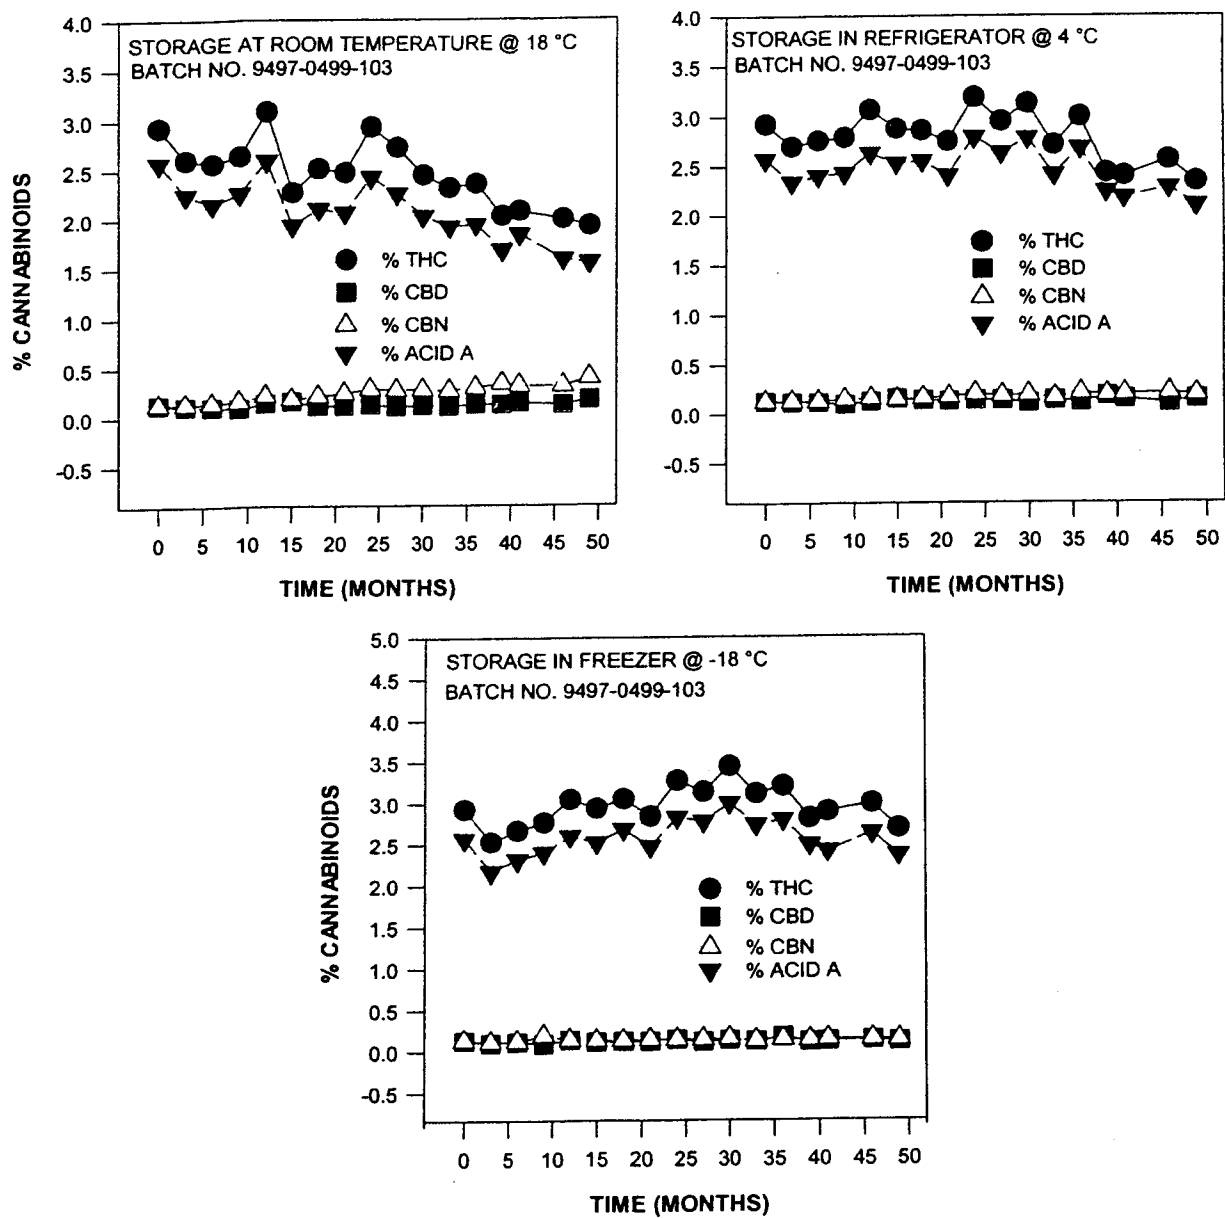 STORAGE AT ROOM TEMPERATURE @ 18 °C
BATCH NO. 9497-0499-103
4.0
3.5
3.0
2.5
2.0
1.5
1.0
0.5
0.0
-0.5
% CANNABINOIDS
% THC
% CBD
% CBN
% ACID A
0 5 10 15 20 25 30 35 40 45 50
TIME (MONTHS)
STORAGE IN REFRIGERATOR @ 4 °C
BATCH NO. 9497-0499-103
4.0
3.5
3.0
2.5
2.0
1.5
1.0
0.5
0.0
-0.5
% THC
% CBD
% CBN
% ACID A
0 5 10 15 20 25 30 35 40 45 50
TIME (MONTHS)
STORAGE IN FREEZER @ -18 °C
BATCH NO. 9497-0499-103
5.0
4.5
4.0
3.5
3.0
2.5
2.0
1.5
1.0
0.5
0.0
-0.5
% CANNABINOIDS
% THC
% CBD
% CBN
% ACID A
0 5 10 15 20 25 30 35 40 45 50
TIME (MONTHS)